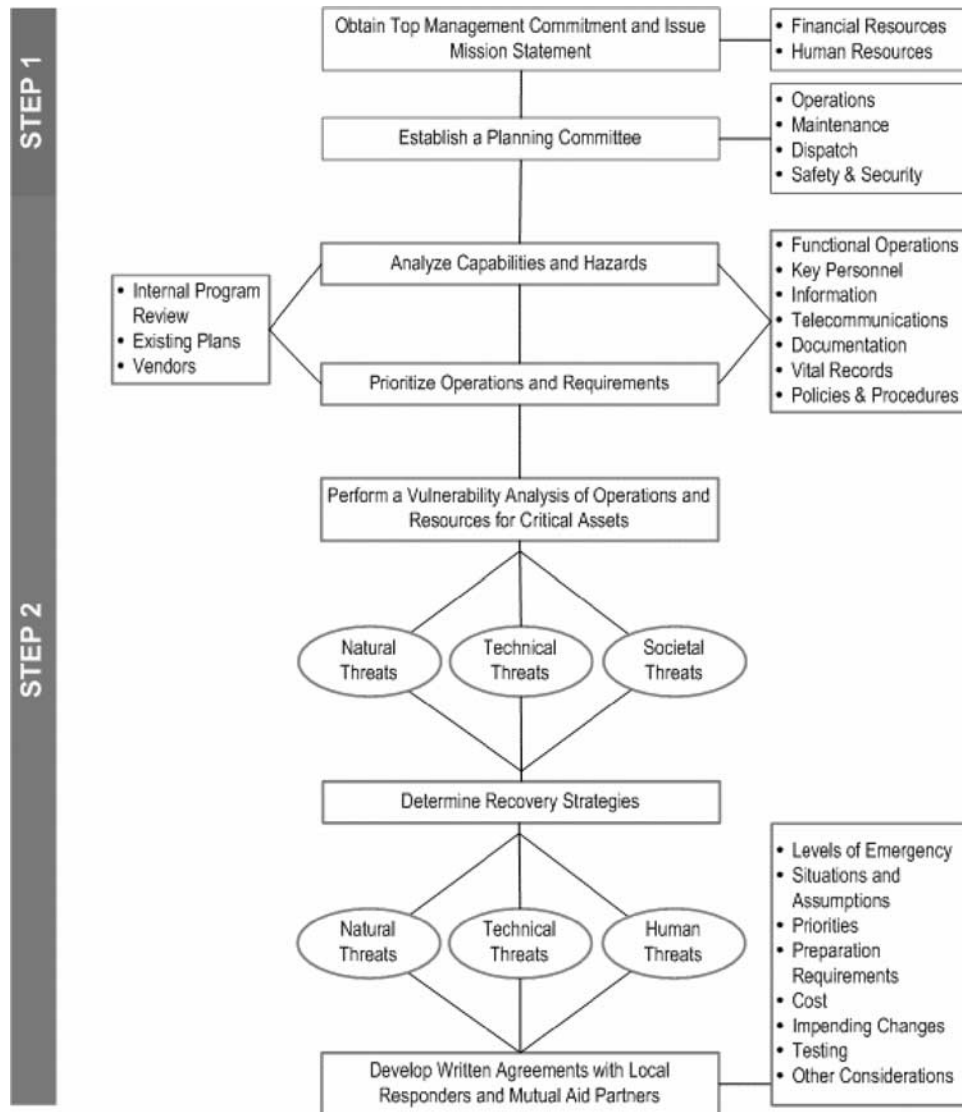 STEP 1
Obtain Top Management Commitment and Issue
Mission Statement
• Financial Resources
• Human Resources
Establish a Planning Committee
• Operations
• Maintenance
• Dispatch
• Safety & Security
STEP 2
Analyze Capabilities and Hazards
• Internal Program
Review
• Existing Plans
• Vendors
• Functional Operations
• Key Personnel
• Information
• Telecommunications
• Documentation
• Vital Records
• Policies & Procedures
Prioritize Operations and Requirements
Perform a Vulnerability Analysis of Operations and
Resources for Critical Assets
Natural
Threats
Technical
Threats
Societal
Threats
Determine Recovery Strategies
Natural
Threats
Technical
Threats
Human
Threats
• Levels of Emergency
• Situations and
Assumptions
• Priorities
• Preparation
Requirements
• Cost
• Impending Changes
• Testing
• Other Considerations
Develop Written Agreements with Local
Responders and Mutual Aid Partners